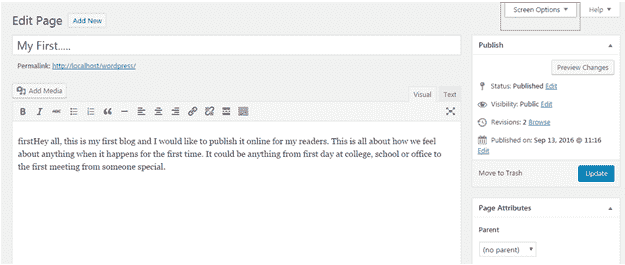 Screen Options ▼ Help ▼
Edit Page Add New
My First.....
Permalink: http://localhost/wordpress/
Add Media
Visual Text
B I ABC
firstHey all, this is my first blog and I would like to publish it online for my readers. This is all about how we feel
about anything when it happens for the first time. It could be anything from first day at college, school or office to
the first meeting from someone special.
Publish
Preview Changes
Status: Published Edit
Visibility: Public Edit
Revisions: 2 Browse
Published on: Sep 13, 2016 @ 11:16
Edit
Move to Trash Update
Page Attributes
Parent
(no parent)